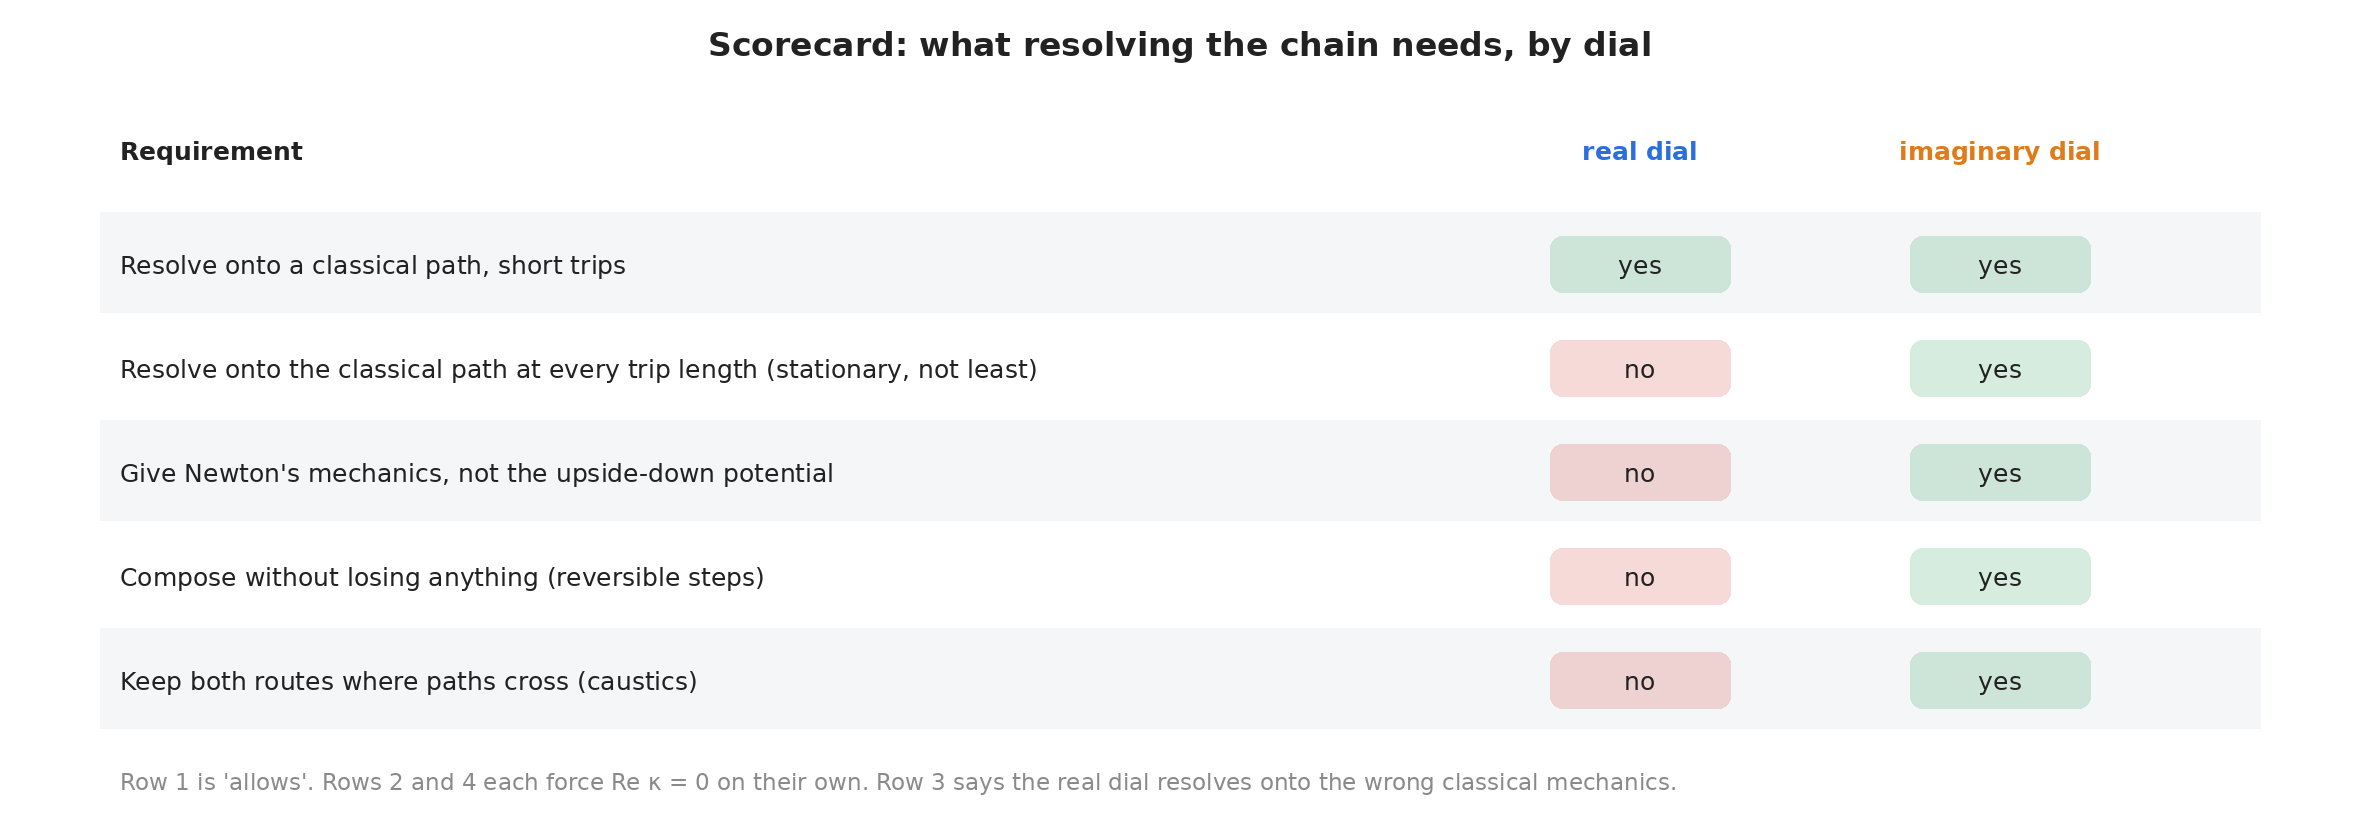 Scorecard: what resolving the chain needs, by dial
Requirement real dial imaginary dial
Resolve onto a classical path, short trips yes yes
Resolve onto the classical path at every trip length (stationary, not least) no yes
Give Newton's mechanics, not the upside-down potential no yes
Compose without losing anything (reversible steps) no yes
Keep both routes where paths cross (caustics) no yes
Row 1 is 'allows'. Rows 2 and 4 each force Re κ = 0 on their own. Row 3 says the real dial resolves onto the wrong classical mechanics.